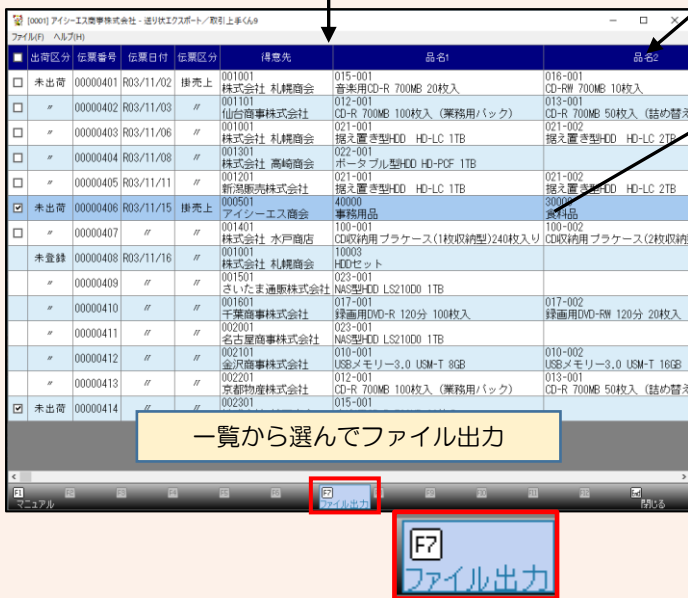 [0001] アイシーエス商事株式会社 - 送り状エクスポート／取引上手くん9
ファイル(F) ヘルプ(H)
出荷区分 伝票番号 伝票日付 伝票区分 得意先 品名1 品名2
001001 015-001 016-001
未出荷 00000401 R03/11/02 掛売上 株式会社 札幌商会 音楽用CD-R 700MB 20枚入 CD-RW 700MB 10枚入
001101 012-001 013-001
〃 00000402 R03/11/03 〃 仙台商事株式会社 CD-R 700MB 100枚入（業務用パック） CD-R 700MB 50枚入（詰め替え
001001 021-001 021-002
〃 00000403 R03/11/06 〃 株式会社 札幌商会 据え置き型HDD HD-LC 1TB 据え置き型HDD HD-LC 2TB
001301 022-001
〃 00000404 R03/11/08 〃 株式会社 高崎商会 ポータブル型HDD HD-PCF 1TB
001201 021-001 021-002
〃 00000405 R03/11/11 〃 新潟販売株式会社 据え置き型HDD HD-LC 1TB 据え置き型HDD HD-LC 2TB
000501 40000 30000
未出荷 00000406 R03/11/15 掛売上 アイシーエス商会 事務用品 食料品
001401 100-001 100-002
〃 00000407 〃 〃 株式会社 水戸商店 CD収納用プラケース(1枚収納型)240枚入り CD収納用プラケース(2枚収納型
001001 10003
未登録 00000408 R03/11/16 〃 株式会社 札幌商会 HDDセット
001501 023-001
〃 00000409 〃 〃 さいたま通販株式会社 NAS型HDD LS210D0 1TB
001601 017-001 017-002
〃 00000410 〃 〃 千葉商事株式会社 録画用DVD-R 120分 100枚入 録画用DVD-RW 120分 20枚入
002001 023-001
〃 00000411 〃 〃 名古屋商事株式会社 NAS型HDD LS210D0 1TB
002101 010-001 010-002
〃 00000412 〃 〃 金沢商事株式会社 USBメモリー3.0 USM-T 8GB USBメモリー3.0 USM-T 16GB
002201 012-001 013-001
〃 00000413 〃 〃 京都物産株式会社 CD-R 700MB 100枚入（業務用パック） CD-R 700MB 50枚入（詰め替え
002301 015-001
未出荷 00000414 〃 〃
一覧から選んでファイル出力
F1 F7 End
マニュアル ファイル出力 閉じる
F7
ファイル出力